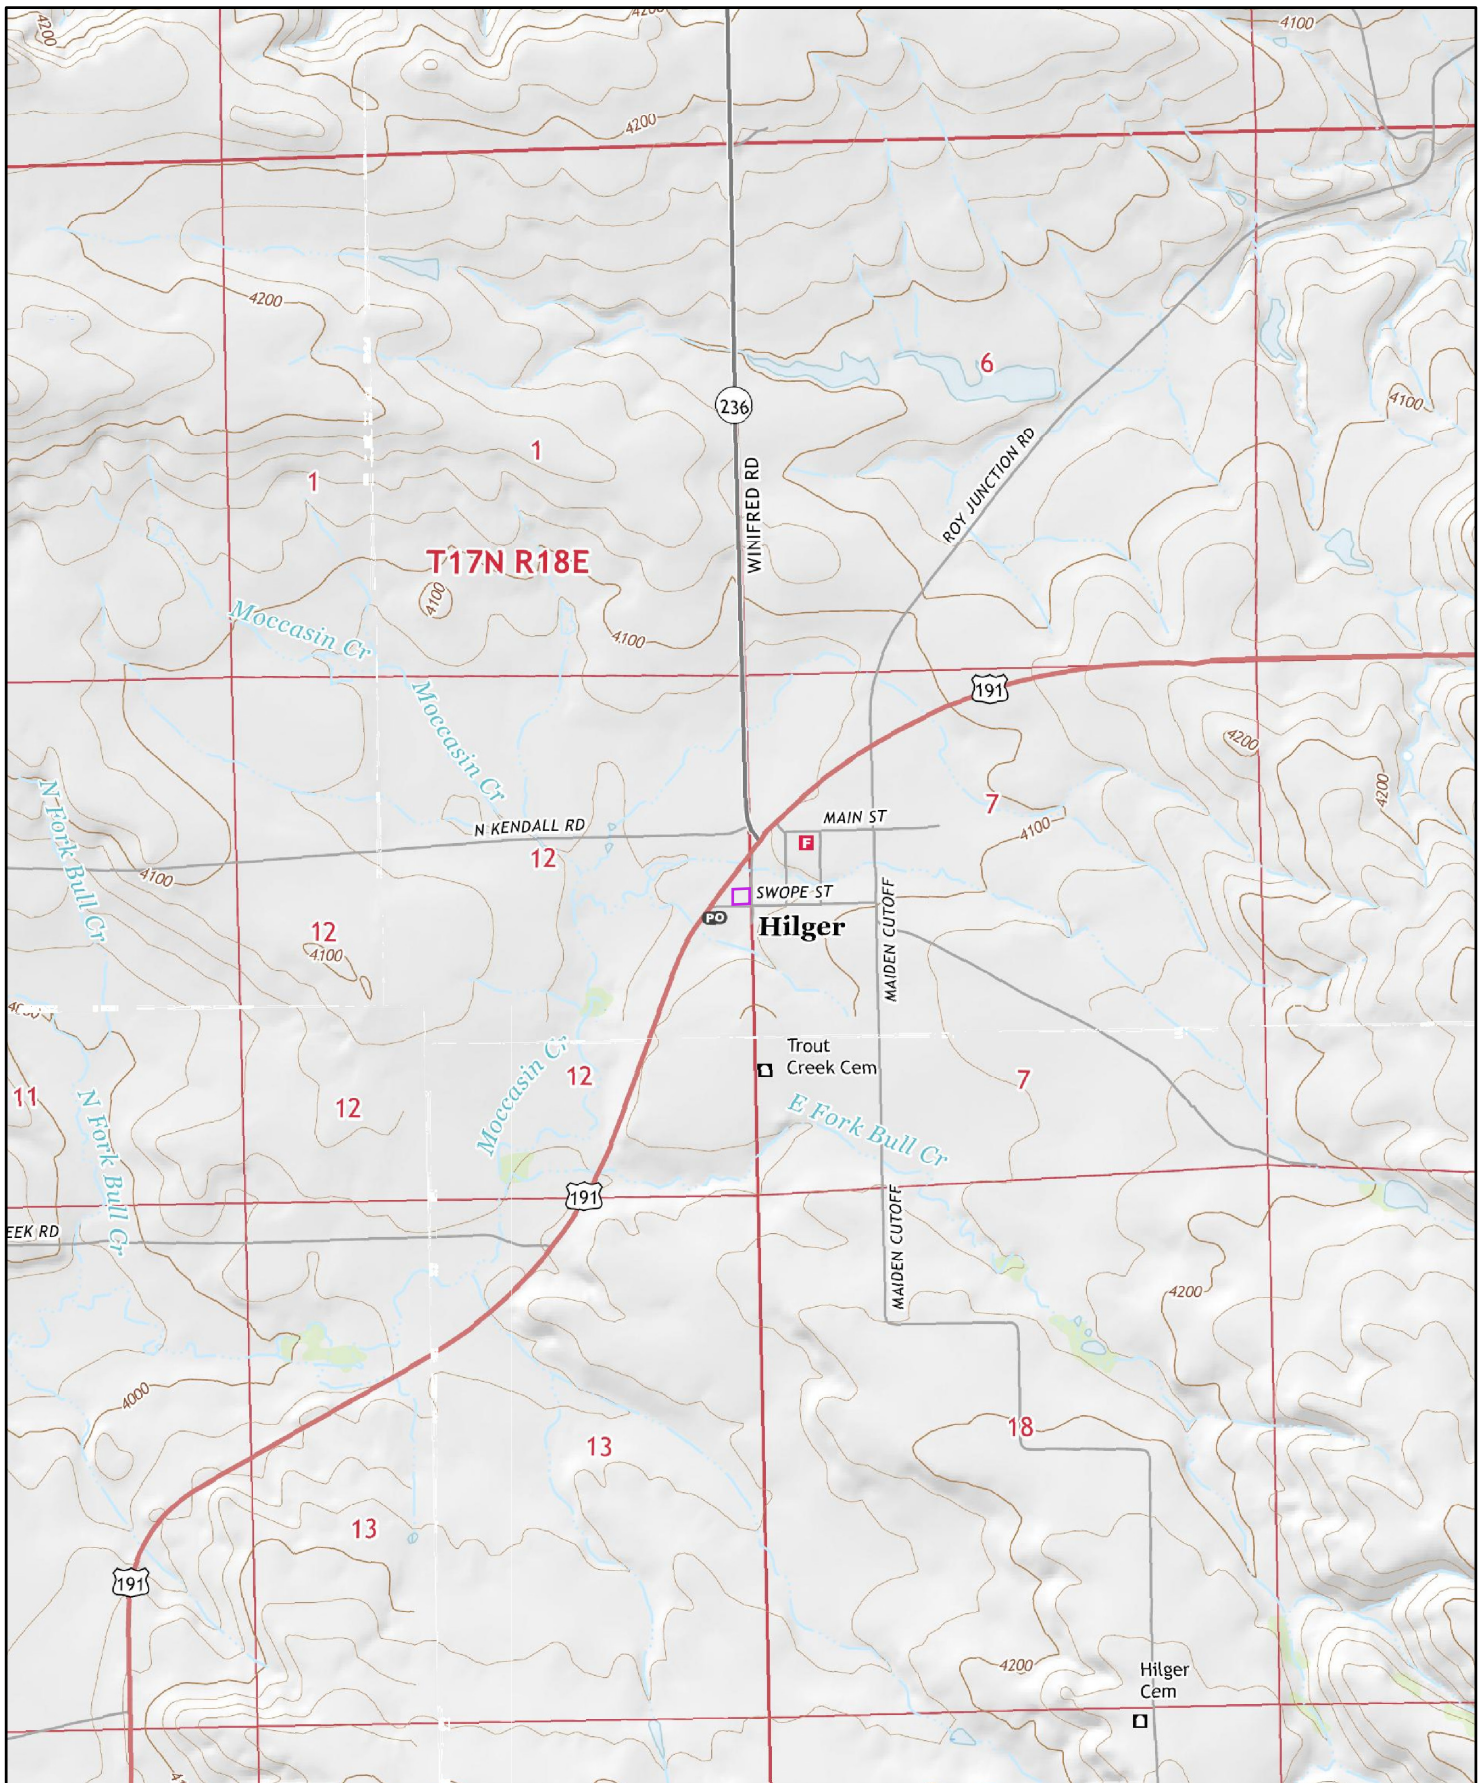 4200
4200
4100
4200
4200
6
236
4100
1
1
WINIFRED RD
ROY JUNCTION RD
T17N R18E
4100
Moccasin Cr
4100
191
Moccasin Cr
4200
4200
N Fork Bull Cr
7
MAIN ST
N KENDALL RD
4100
F
12
4100
SWOPE ST
PO
Hilger
MAIDEN CUTOFF
12
4100
Trout
Creek Cem
Moccasin Cr
12
7
11
12
E Fork Bull Cr
N Fork Bull Cr
191
MAIDEN CUTOFF
EEK RD
4200
4000
18
13
13
191
4200
Hilger
Cem